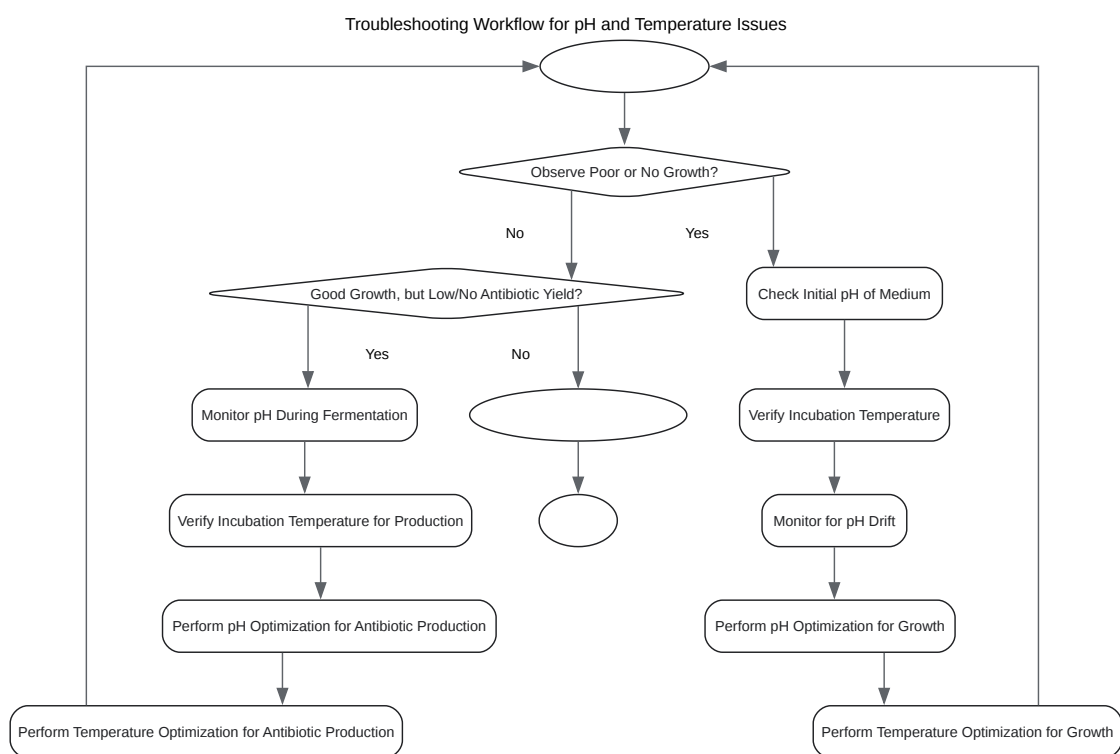 Troubleshooting Workflow for pH and Temperature Issues
Observe Poor or No Growth?
No
Yes
Good Growth, but Low/No Antibiotic Yield?
Check Initial pH of Medium
Yes
No
Monitor pH During Fermentation
Verify Incubation Temperature
Verify Incubation Temperature for Production
Monitor for pH Drift
Perform pH Optimization for Antibiotic Production
Perform pH Optimization for Growth
Perform Temperature Optimization for Antibiotic Production
Perform Temperature Optimization for Growth